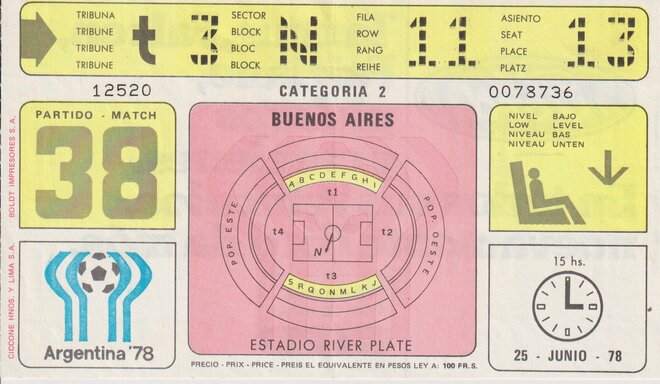 TRIBUNA SECTOR FILA ASIENTO
TRIBUNE BLOCK ROW SEAT
TRIBUNE BLOC RANG PLACE
TRIBUNE BLOCK REIHE PLATZ
t 3 N 11 13
12520 CATEGORIA 2 0078736
PARTIDO - MATCH
38
BUENOS AIRES
A B C D E F G H I
t1
t4 t2
N
t3
S R Q O N M L K J
POP. ESTE
POP. OESTE
ESTADIO RIVER PLATE
NIVEL BAJO
LOW LEVEL
NIVEAU BAS
NIVEAU UNTEN
Argentina '78
15 hs.
25 - JUNIO - 78
PRECIO - PRIX - PRICE - PREIS EL EQUIVALENTE EN PESOS LEY A: 100 FR. S.
CICCONE HNOS. Y LIMA S.A. BOLDT IMPRESORES S.A.